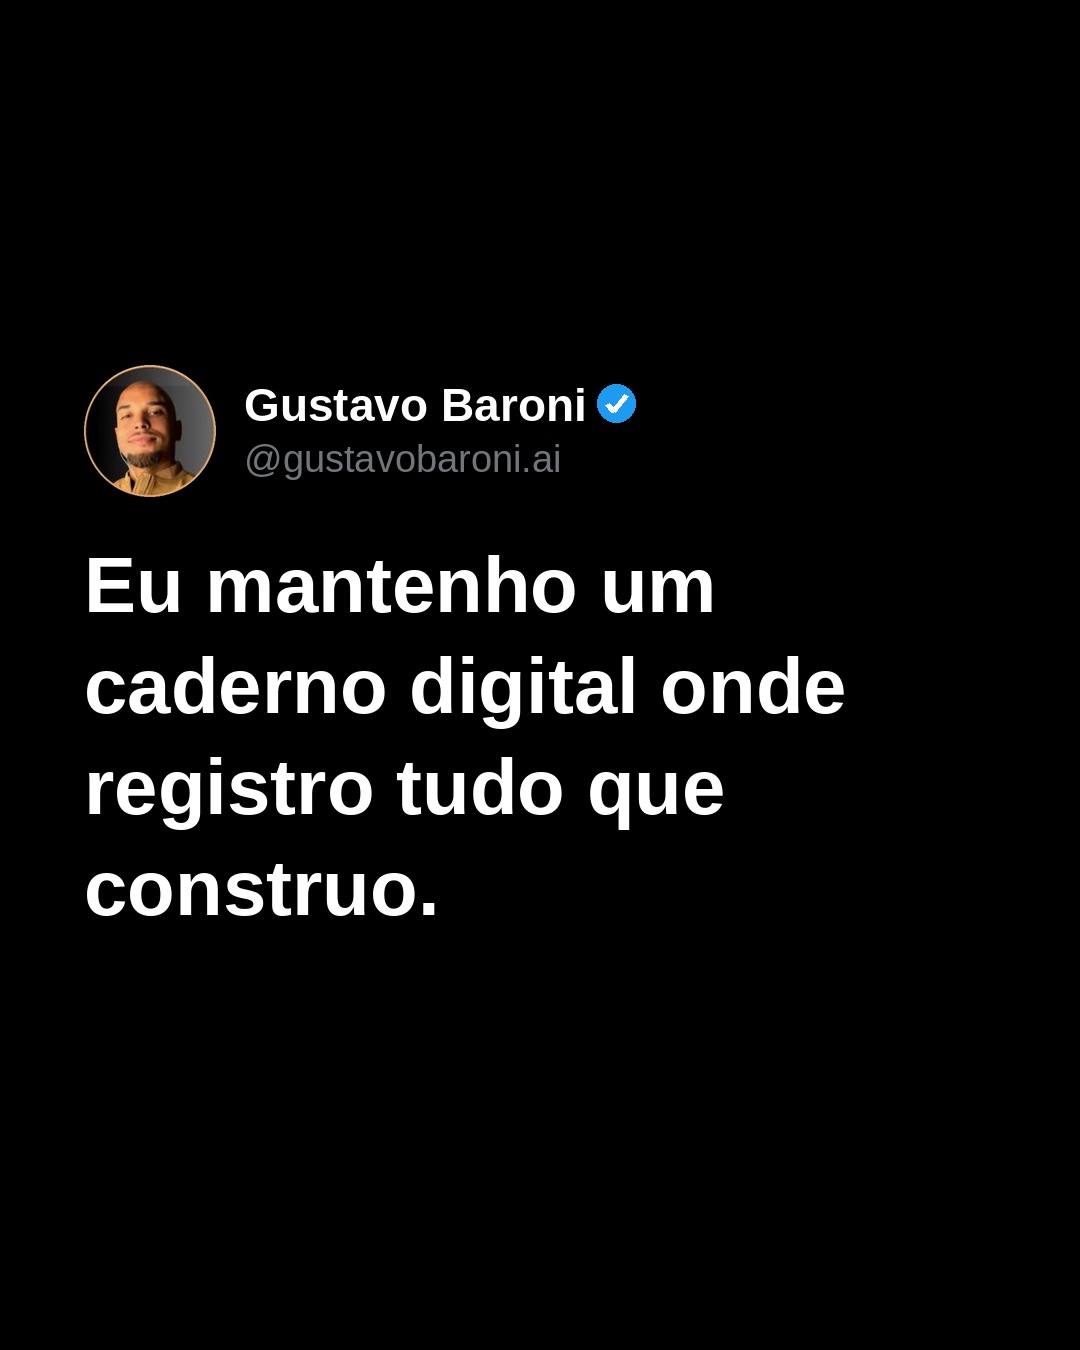 Gustavo Baroni
@gustavobaroni.ai
Eu mantenho um
caderno digital onde
registro tudo que
construo.